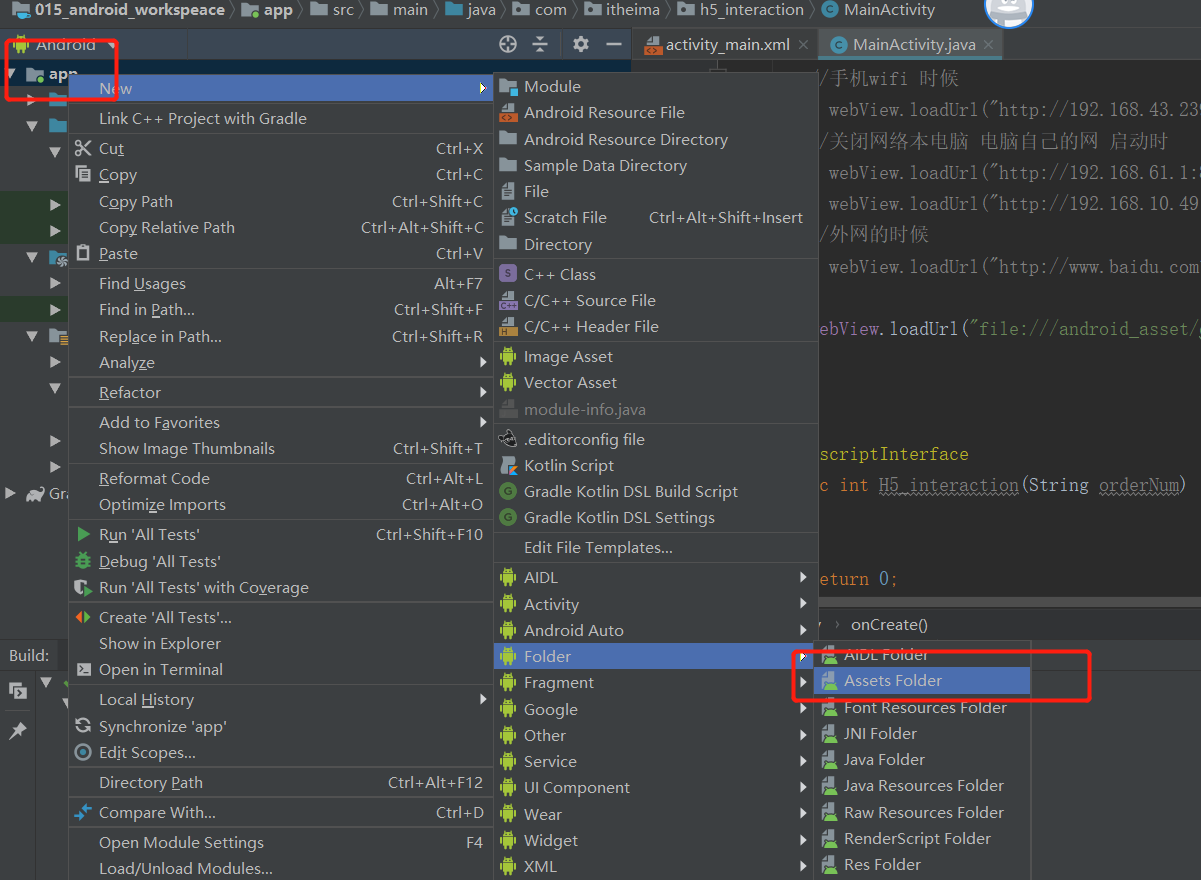 015_android_workspeace app src main java com itheima h5_interaction MainActivity
Android
activity_main.xml
MainActivity.java
app
New
Link C++ Project with Gradle
Cut Ctrl+X
Copy Ctrl+C
Copy Path Ctrl+Shift+C
Copy Relative Path Ctrl+Alt+Shift+C
Paste Ctrl+V
Find Usages Alt+F7
Find in Path... Ctrl+Shift+F
Replace in Path... Ctrl+Shift+R
Analyze
Refactor
Add to Favorites
Show Image Thumbnails Ctrl+Shift+T
Reformat Code Ctrl+Alt+L
Optimize Imports Ctrl+Alt+O
Run 'All Tests' Ctrl+Shift+F10
Debug 'All Tests'
Run 'All Tests' with Coverage
Create 'All Tests'...
Show in Explorer
Open in Terminal
Local History
Synchronize 'app'
Edit Scopes...
Directory Path Ctrl+Alt+F12
Compare With... Ctrl+D
Open Module Settings F4
Load/Unload Modules...
Build:
Module
Android Resource File
Android Resource Directory
Sample Data Directory
File
Scratch File Ctrl+Alt+Shift+Insert
Directory
C++ Class
C/C++ Source File
C/C++ Header File
Image Asset
Vector Asset
module-info.java
.editorconfig file
Kotlin Script
Gradle Kotlin DSL Build Script
Gradle Kotlin DSL Settings
Edit File Templates...
AIDL
Activity
Android Auto
Folder
Fragment
Google
Other
Service
UI Component
Wear
Widget
XML
AIDL Folder
Assets Folder
Font Resources Folder
JNI Folder
Java Folder
Java Resources Folder
Raw Resources Folder
RenderScript Folder
Res Folder
/手机wifi 时候
webView.loadUrl("http://192.168.43.239
/关闭网络本电脑 电脑自己的网 启动时
webView.loadUrl("http://192.168.61.1:
webView.loadUrl("http://192.168.10.49
/外网的时候
webView.loadUrl("http://www.baidu.com
ebView.loadUrl("file:///android_asset/
scriptInterface
c int H5_interaction(String orderNum)
eturn 0;
onCreate()